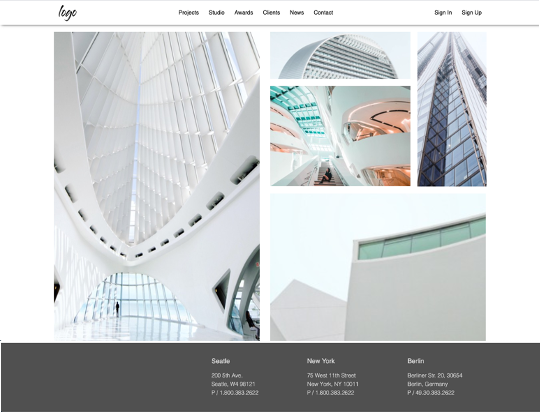 logo
Projects Studio Awards Clients News Contact
Sign In Sign Up
Seatle
200 5th Ave.
Seatle, W4 98121
P / 1.800.383.2622
New York
75 West 11th Street
New York, NY 10011
P / 1.800.383.2622
Berlin
Berliner Str. 20, 30654
Berlin, Germany
P / 49.30.383.2622